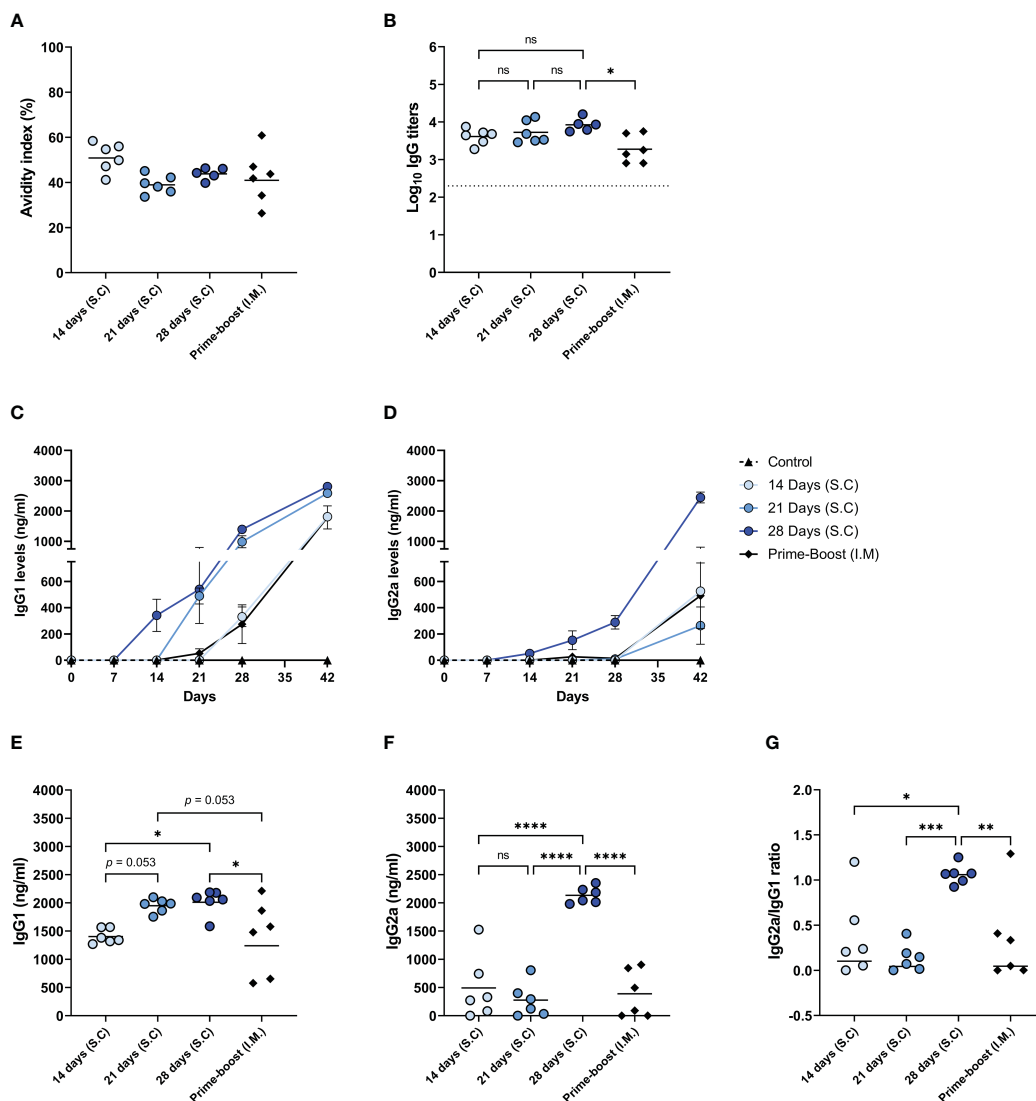 A
Avidity index (%)
100
80
60
40
20
0
14 days (S.C)
21 days (S.C)
28 days (S.C)
Prime-boost (I.M.)
B
Log10 IgG titers
6
5
4
3
2
1
0
ns
ns
ns
*
14 days (S.C)
21 days (S.C)
28 days (S.C)
Prime-boost (I.M.)
C
IgG1 levels (ng/ml)
4000
3000
2000
1000
600
400
200
0
0 7 14 21 28 35 42
Days
D
IgG2a levels (ng/ml)
4000
3000
2000
1000
600
400
200
0
0 7 14 21 28 35 42
Days
Control
14 Days (S.C)
21 Days (S.C)
28 Days (S.C)
Prime-Boost (I.M)
E
IgG1 (ng/ml)
4000
3500
3000
2500
2000
1500
1000
500
0
p = 0.053
*
p = 0.053
*
14 days (S.C)
21 days (S.C)
28 days (S.C)
Prime-boost (I.M.)
F
IgG2a (ng/ml)
4000
3500
3000
2500
2000
1500
1000
500
0
****
ns
****
****
14 days (S.C)
21 days (S.C)
28 days (S.C)
Prime-boost (I.M.)
G
IgG2a/IgG1 ratio
2.0
1.5
1.0
0.5
0.0
-0.5
*
***
**
14 days (S.C)
21 days (S.C)
28 days (S.C)
Prime-boost (I.M.)